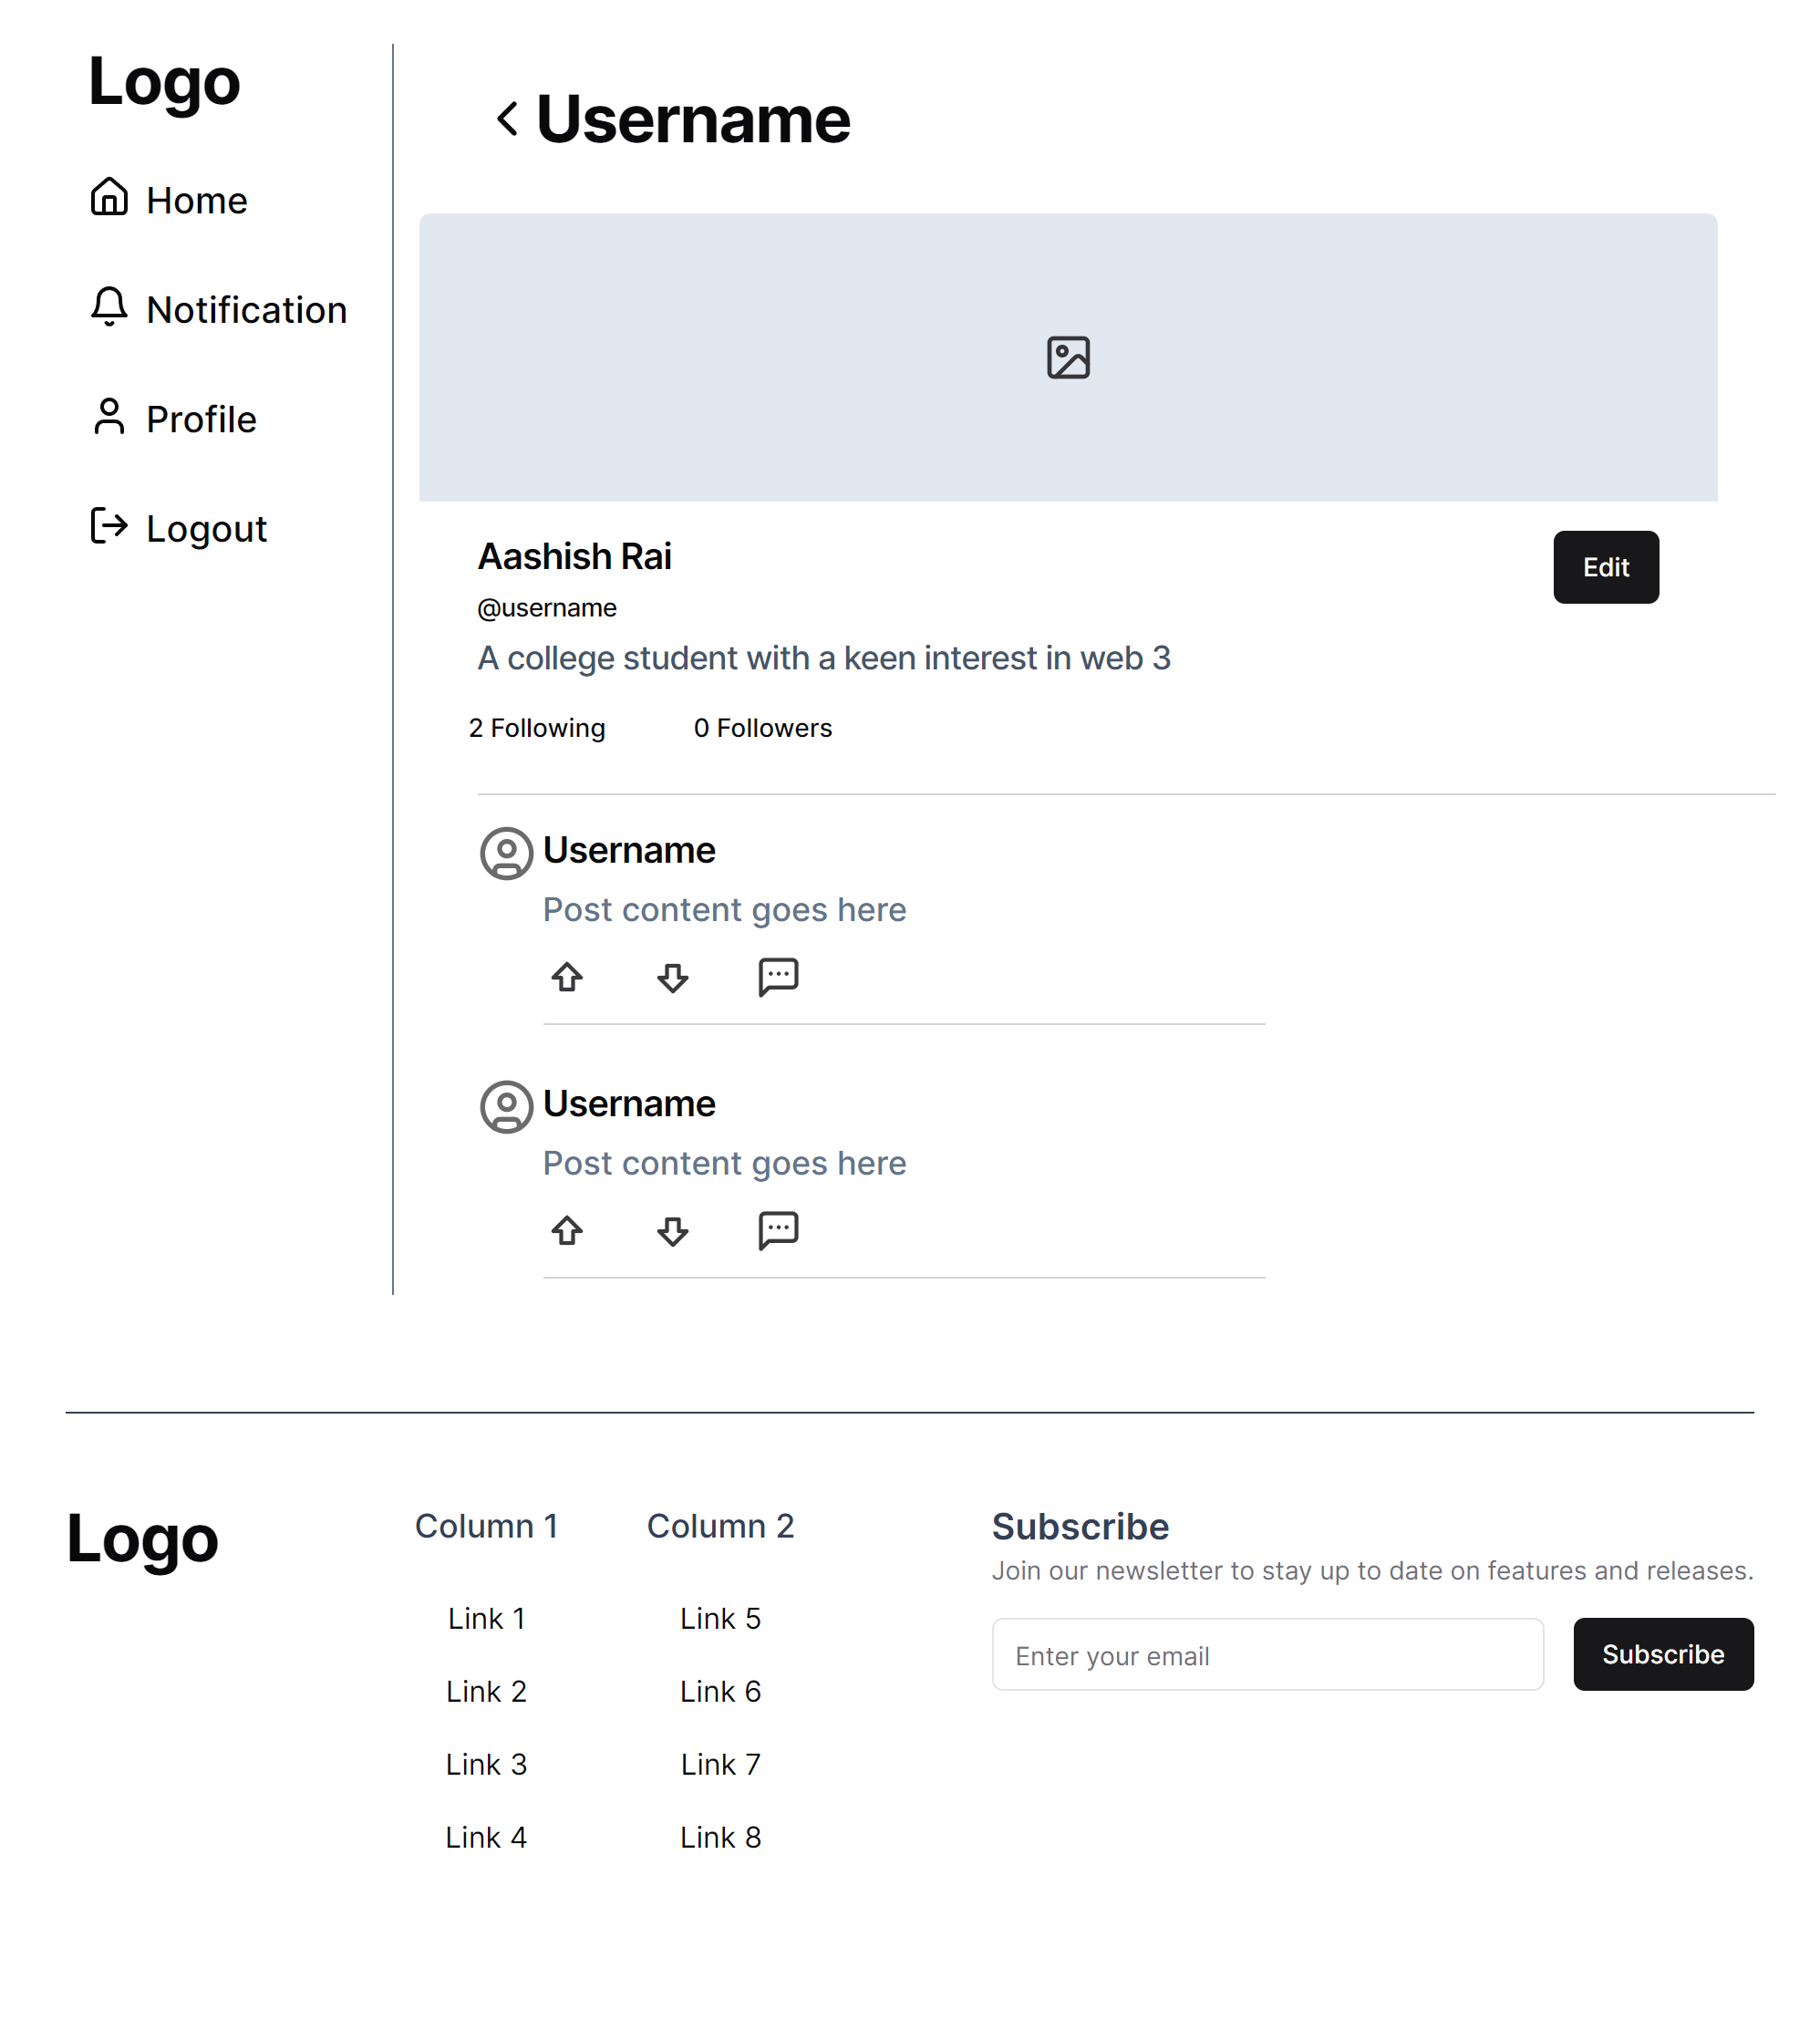 Logo
Home
Notification
Profile
Logout
Username
Aashish Rai
Edit
@username
A college student with a keen interest in web 3
2 Following
0 Followers
Username
Post content goes here
Username
Post content goes here
Logo
Column 1
Link 1
Link 2
Link 3
Link 4
Column 2
Link 5
Link 6
Link 7
Link 8
Subscribe
Join our newsletter to stay up to date on features and releases.
Enter your email
Subscribe